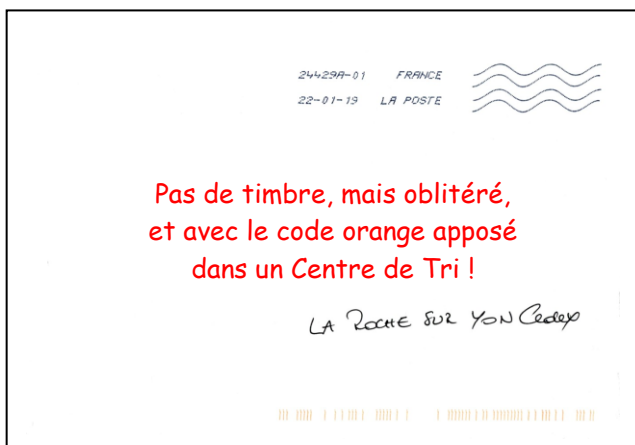 24429A-01 FRANCE
22-01-19 LA POSTE
Pas de timbre, mais oblitéré,
et avec le code orange apposé
dans un Centre de Tri !
LA ROCHE SUR YON Cedex